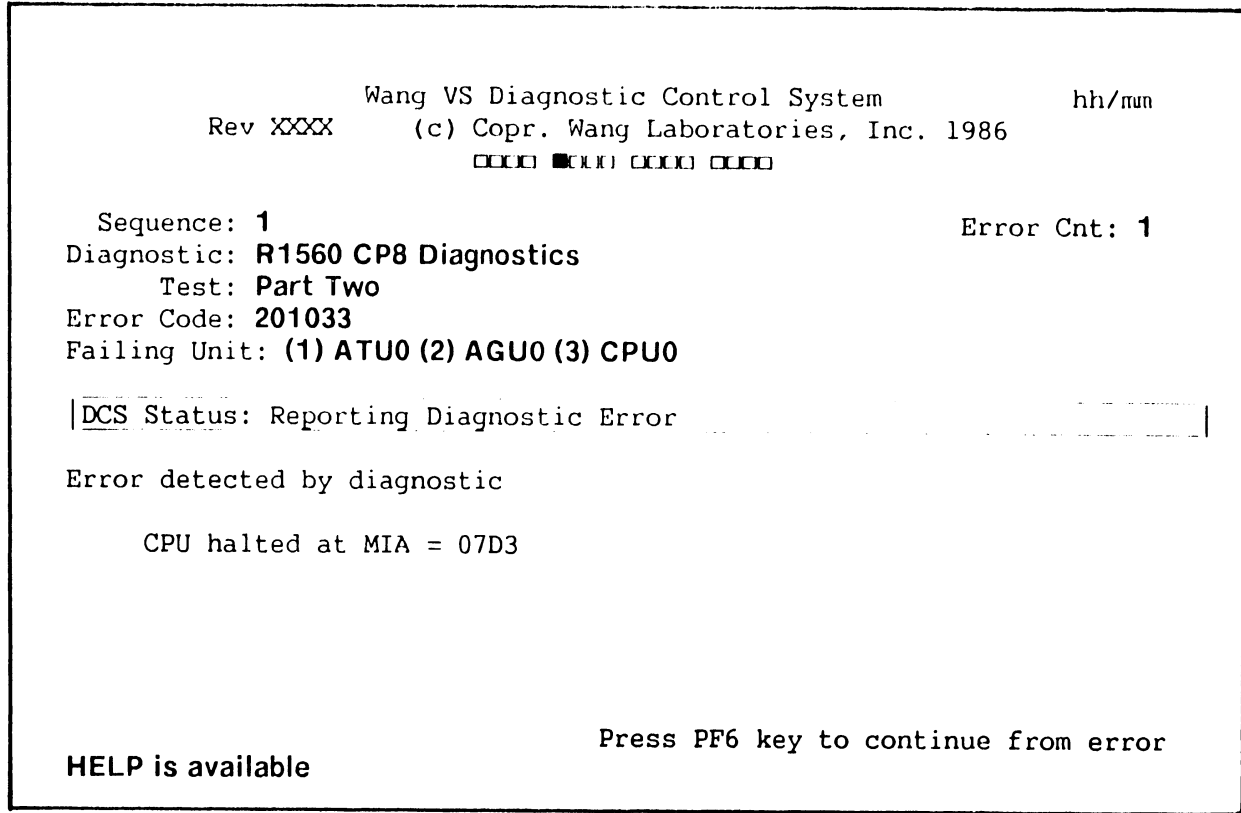 Wang VS Diagnostic Control System hh/mm
Rev XXXX (c) Copr. Wang Laboratories, Inc. 1986
Sequence: 1 Error Cnt: 1
Diagnostic: R1560 CP8 Diagnostics
Test: Part Two
Error Code: 201033
Failing Unit: (1) ATU0 (2) AGU0 (3) CPU0
DCS Status: Reporting Diagnostic Error
Error detected by diagnostic
CPU halted at MIA = 07D3
Press PF6 key to continue from error
HELP is available